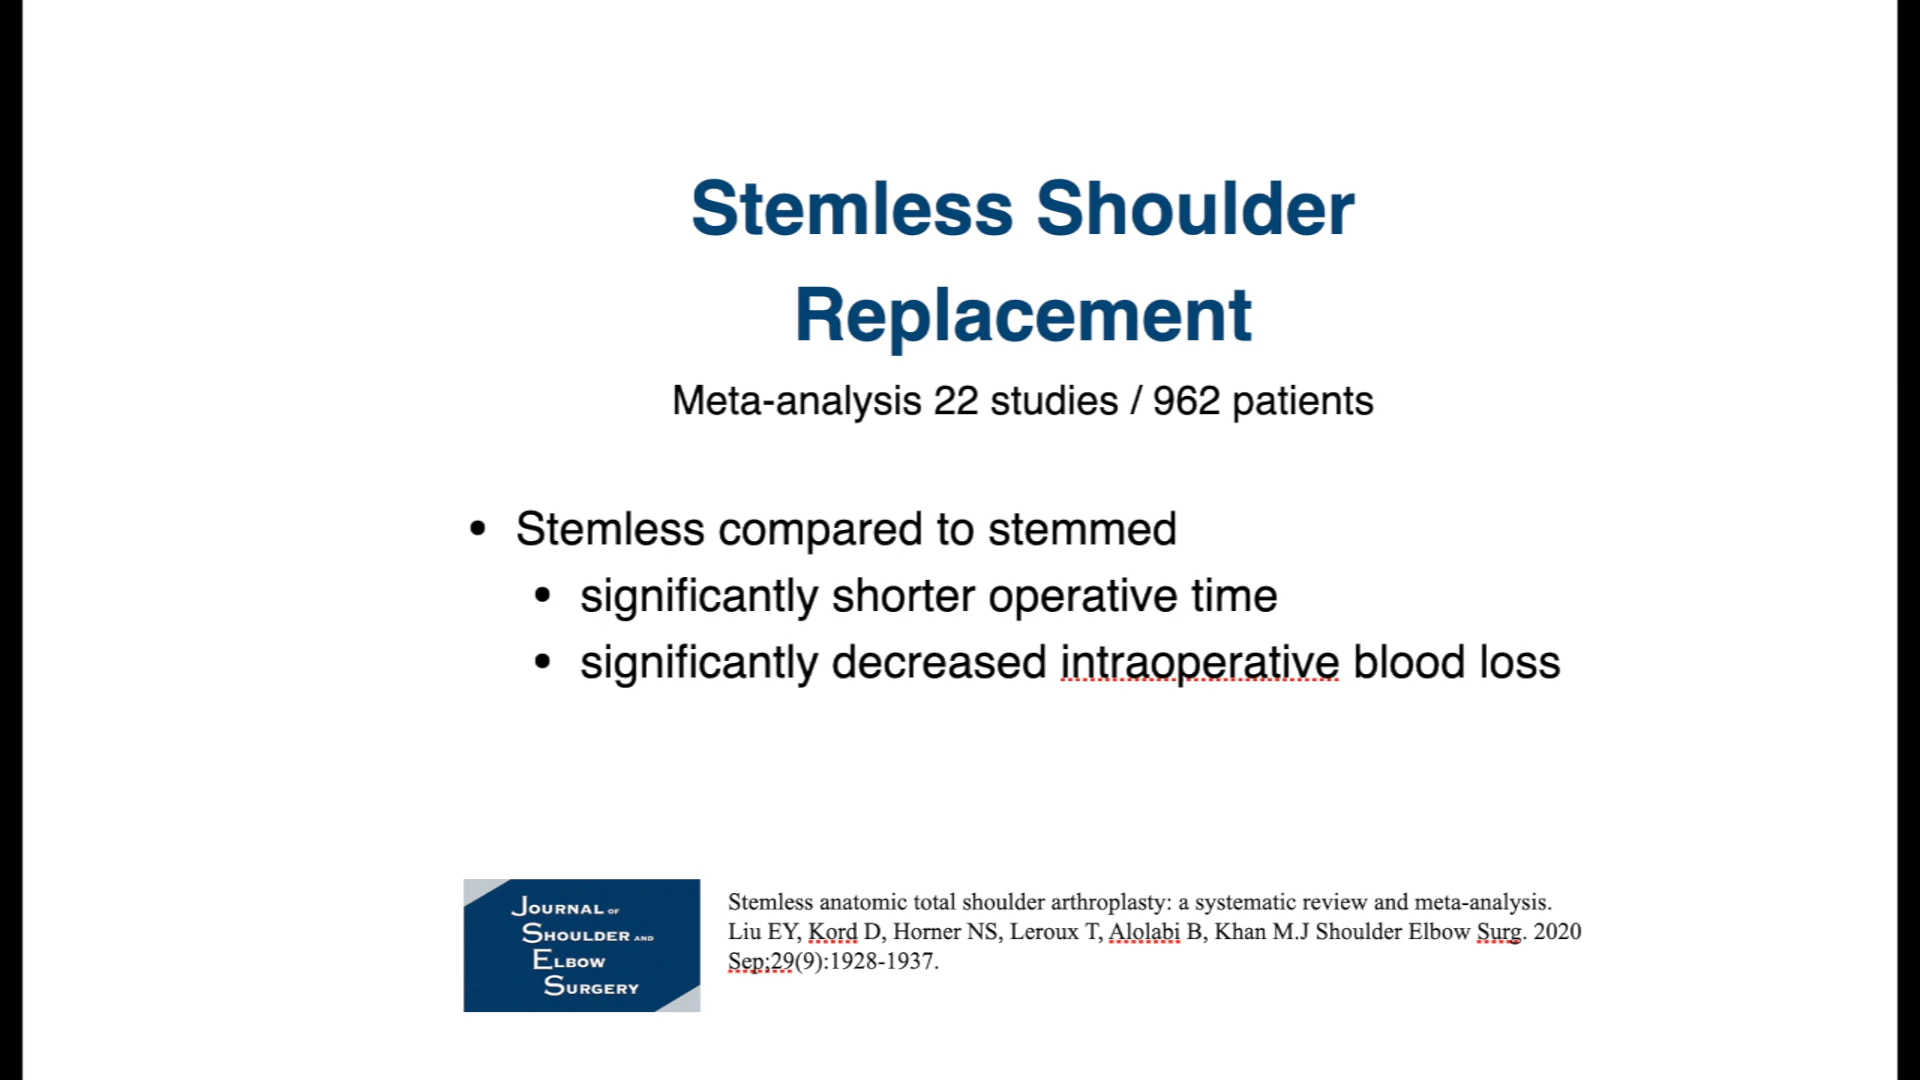 Stemless Shoulder
Replacement
Meta-analysis 22 studies / 962 patients
• Stemless compared to stemmed
• significantly shorter operative time
• significantly decreased intraoperative blood loss
JOURNAL OF
SHOULDER AND
ELBOW
SURGERY
Stemless anatomic total shoulder arthroplasty: a systematic review and meta-analysis.
Liu EY, Kord D, Horner NS, Leroux T, Alolabi B, Khan M.J Shoulder Elbow Surg. 2020
Sep;29(9):1928-1937.